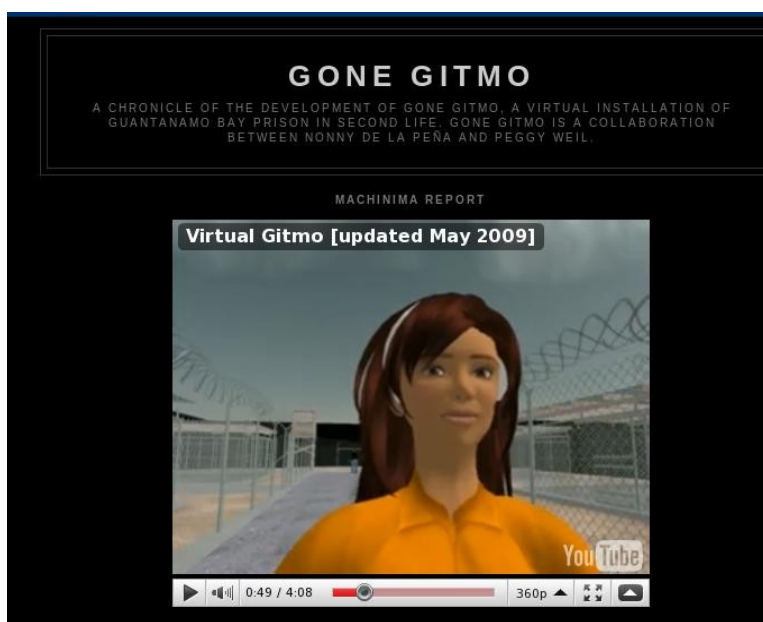 GONE GITMO
A CHRONICLE OF THE DEVELOPMENT OF GONE GITMO, A VIRTUAL INSTALLATION OF
GUANTANAMO BAY PRISON IN SECOND LIFE. GONE GITMO IS A COLLABORATION
BETWEEN NONNY DE LA PEÑA AND PEGGY WEIL.
MACHINIMA REPORT
Virtual Gitmo [updated May 2009]
YouTube
0:49 / 4:08
360p